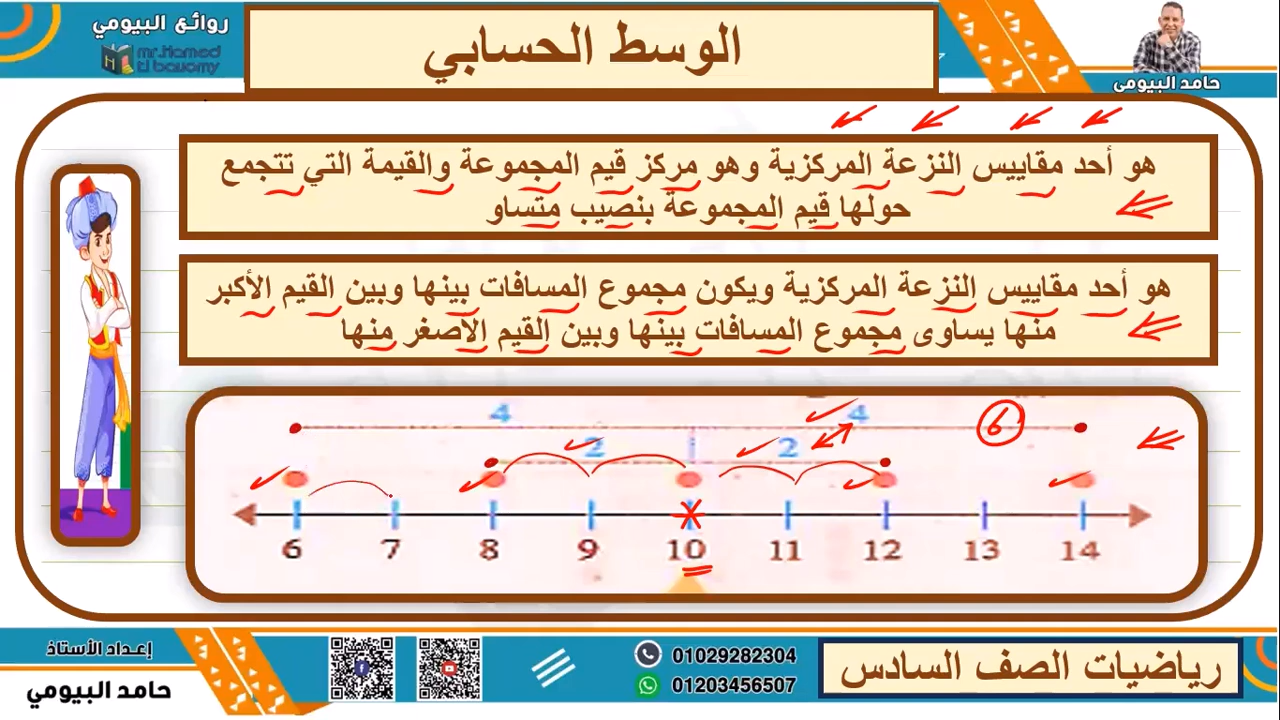 روائع البيومي
mr.Hamed
El bauomy
الوسط الحسابي
حامد البيومى
هو أحد مقاييس النزعة المركزية وهو مركز قيم المجموعة والقيمة التي تتجمع
حولها قيم المجموعة بنصيب متساو
هو أحد مقاييس النزعة المركزية ويكون مجموع المسافات بينها وبين القيم الأكبر
منها يساوى مجموع المسافات بينها وبين القيم الأصغر منها
4 4 6
2 2
6 7 8 9 10 11 12 13 14
إعداد الأستاذ
حامد البيومي
01029282304
01203456507
رياضيات الصف السادس